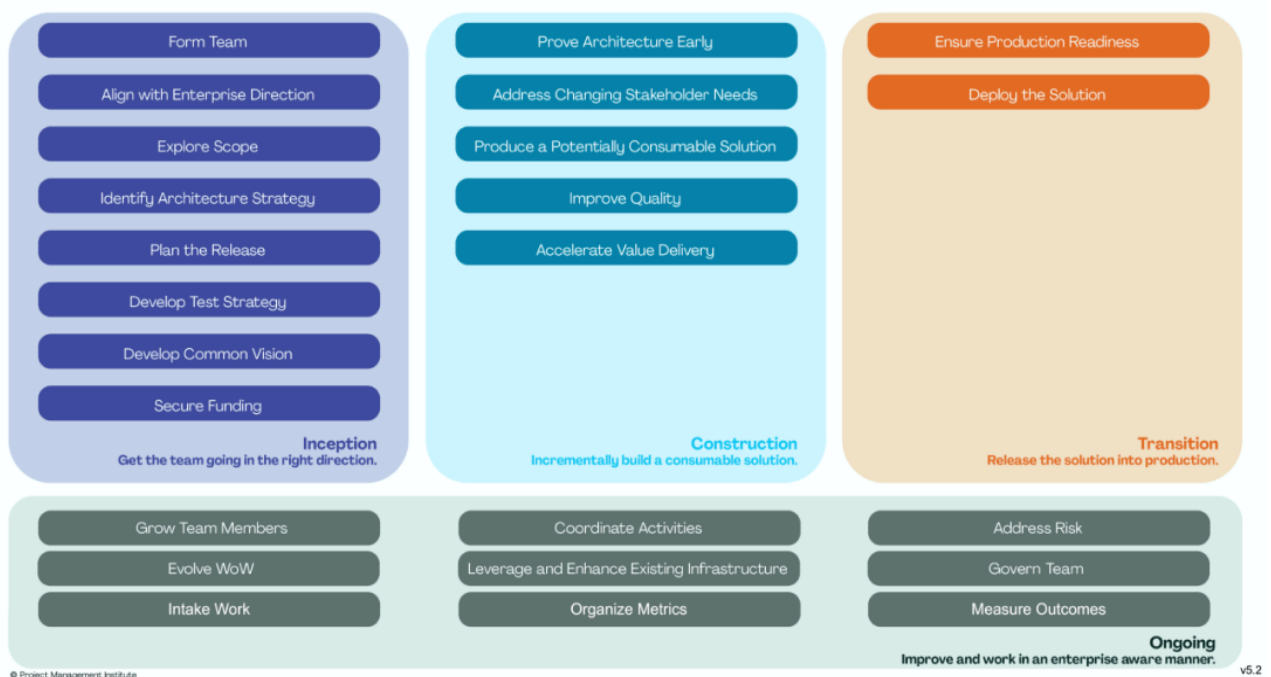 Form Team
Align with Enterprise Direction
Explore Scope
Identify Architecture Strategy
Plan the Release
Develop Test Strategy
Develop Common Vision
Secure Funding
Inception
Get the team going in the right direction.
Prove Architecture Early
Address Changing Stakeholder Needs
Produce a Potentially Consumable Solution
Improve Quality
Accelerate Value Delivery
Construction
Incrementally build a consumable solution.
Ensure Production Readiness
Deploy the Solution
Transition
Release the solution into production.
Grow Team Members
Evolve WoW
Intake Work
Coordinate Activities
Leverage and Enhance Existing Infrastructure
Organize Metrics
Address Risk
Govern Team
Measure Outcomes
Ongoing
Improve and work in an enterprise aware manner.
© Project Management Institute
v5.2